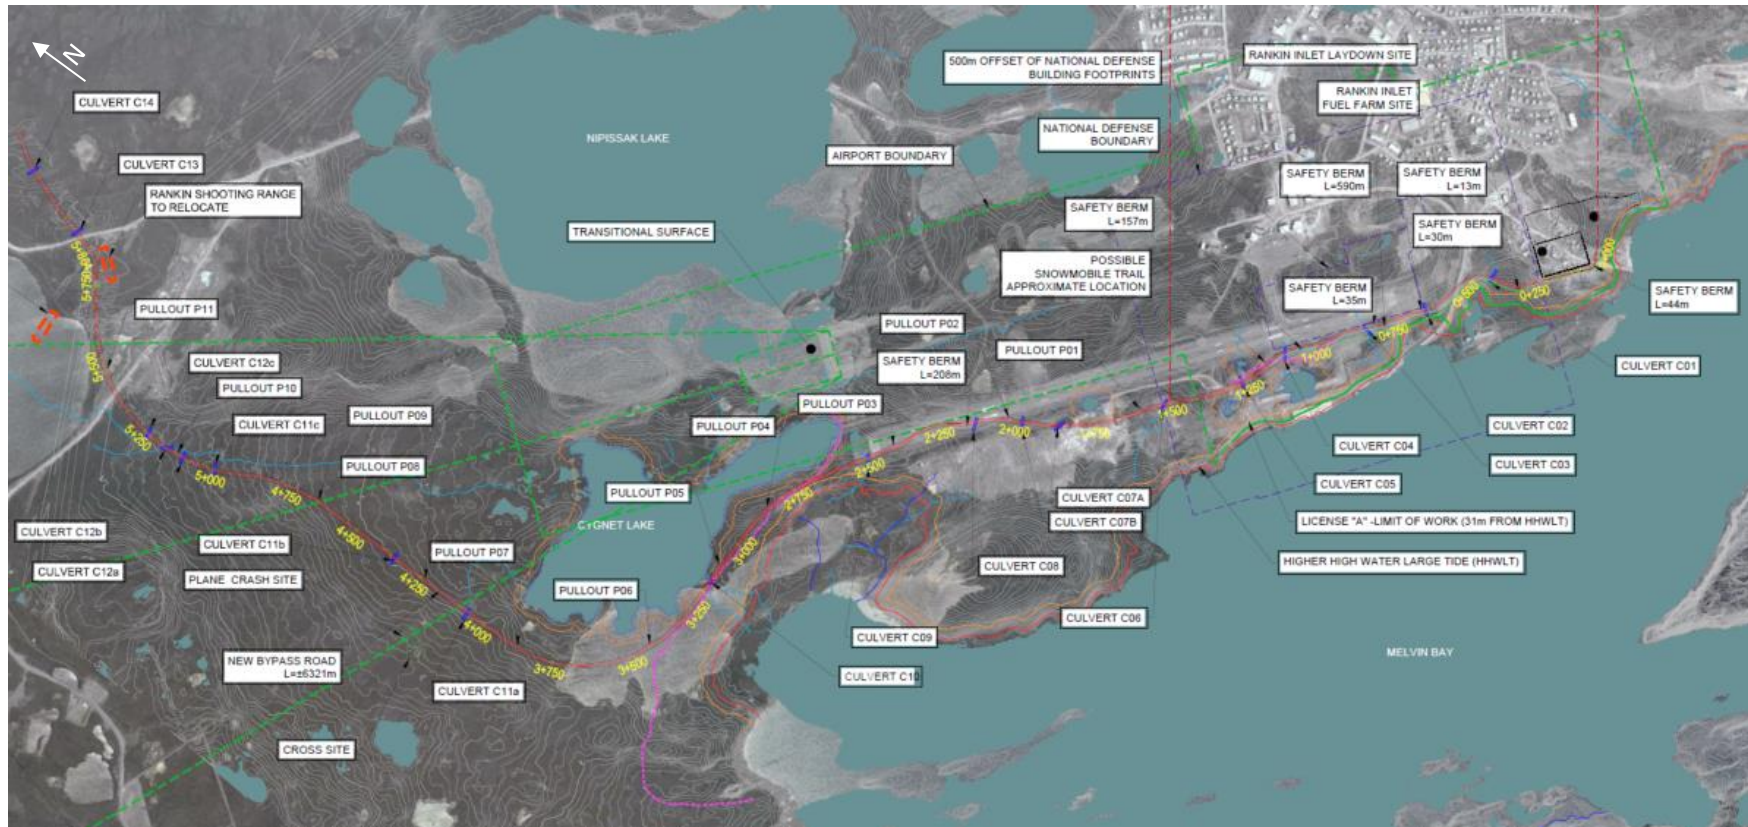 N
CULVERT C14
CULVERT C13
RANKIN SHOOTING RANGE
TO RELOCATE
NIPISSAK LAKE
500m OFFSET OF NATIONAL DEFENSE
BUILDING FOOTPRINTS
RANKIN INLET LAYDOWN SITE
RANKIN INLET
FUEL FARM SITE
NATIONAL DEFENSE
BOUNDARY
AIRPORT BOUNDARY
SAFETY BERM
L=590m
SAFETY BERM
L=13m
SAFETY BERM
L=157m
SAFETY BERM
L=30m
TRANSITIONAL SURFACE
POSSIBLE
SNOWMOBILE TRAIL
APPROXIMATE LOCATION
SAFETY BERM
L=35m
SAFETY BERM
L=44m
PULLOUT P11
PULLOUT P02
PULLOUT P01
SAFETY BERM
L=208m
CULVERT C01
CULVERT C12c
PULLOUT P10
PULLOUT P09
CULVERT C11c
PULLOUT P03
PULLOUT P04
PULLOUT P08
PULLOUT P05
CULVERT C02
CULVERT C04
CULVERT C03
CULVERT C05
CULVERT C07A
CULVERT C07B
LICENSE "A" -LIMIT OF WORK (31m FROM HHWLT)
HIGHER HIGH WATER LARGE TIDE (HHWLT)
CYGNET LAKE
CULVERT C12b
CULVERT C11b
CULVERT C12a
PLANE CRASH SITE
PULLOUT P07
PULLOUT P06
CULVERT C08
CULVERT C06
CULVERT C09
CULVERT C10
MELVIN BAY
NEW BYPASS ROAD
L=±6321m
CULVERT C11a
CROSS SITE
0+000
0+250
0+500
0+750
1+000
1+250
1+500
1+750
2+000
2+250
2+500
2+750
3+000
3+250
3+500
3+750
4+000
4+250
4+500
4+750
5+000
5+250
5+500
5+750